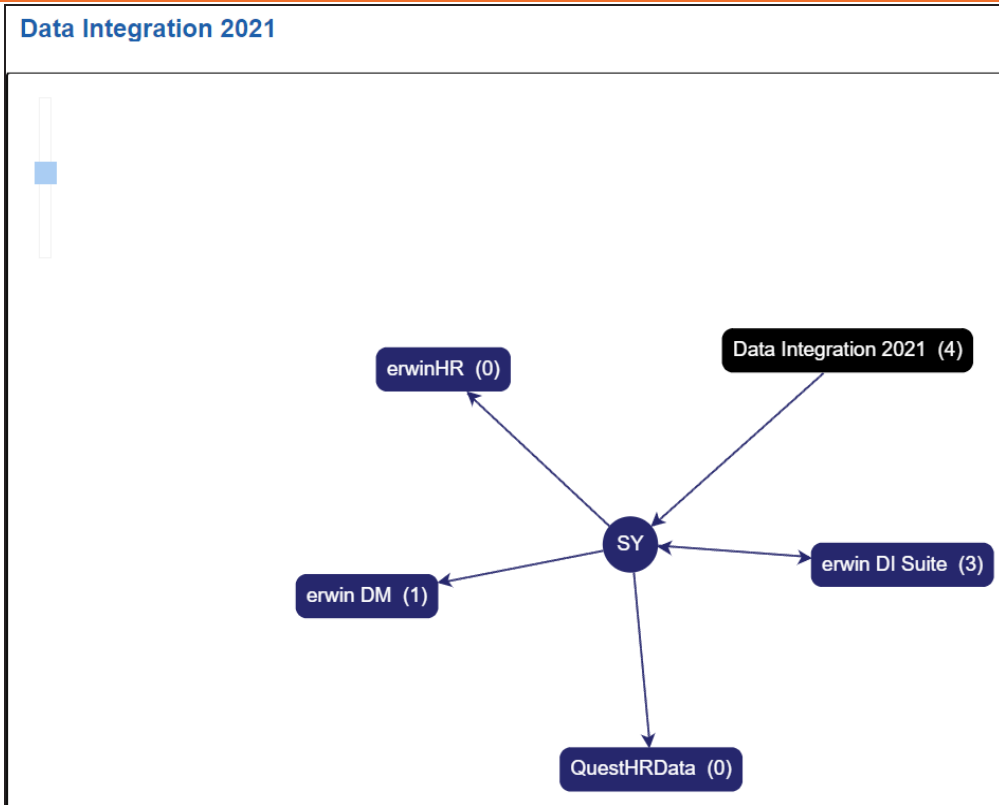 Data Integration 2021
Data Integration 2021 (4)
erwinHR (0)
SY
erwin DI Suite (3)
erwin DM (1)
QuestHRData (0)